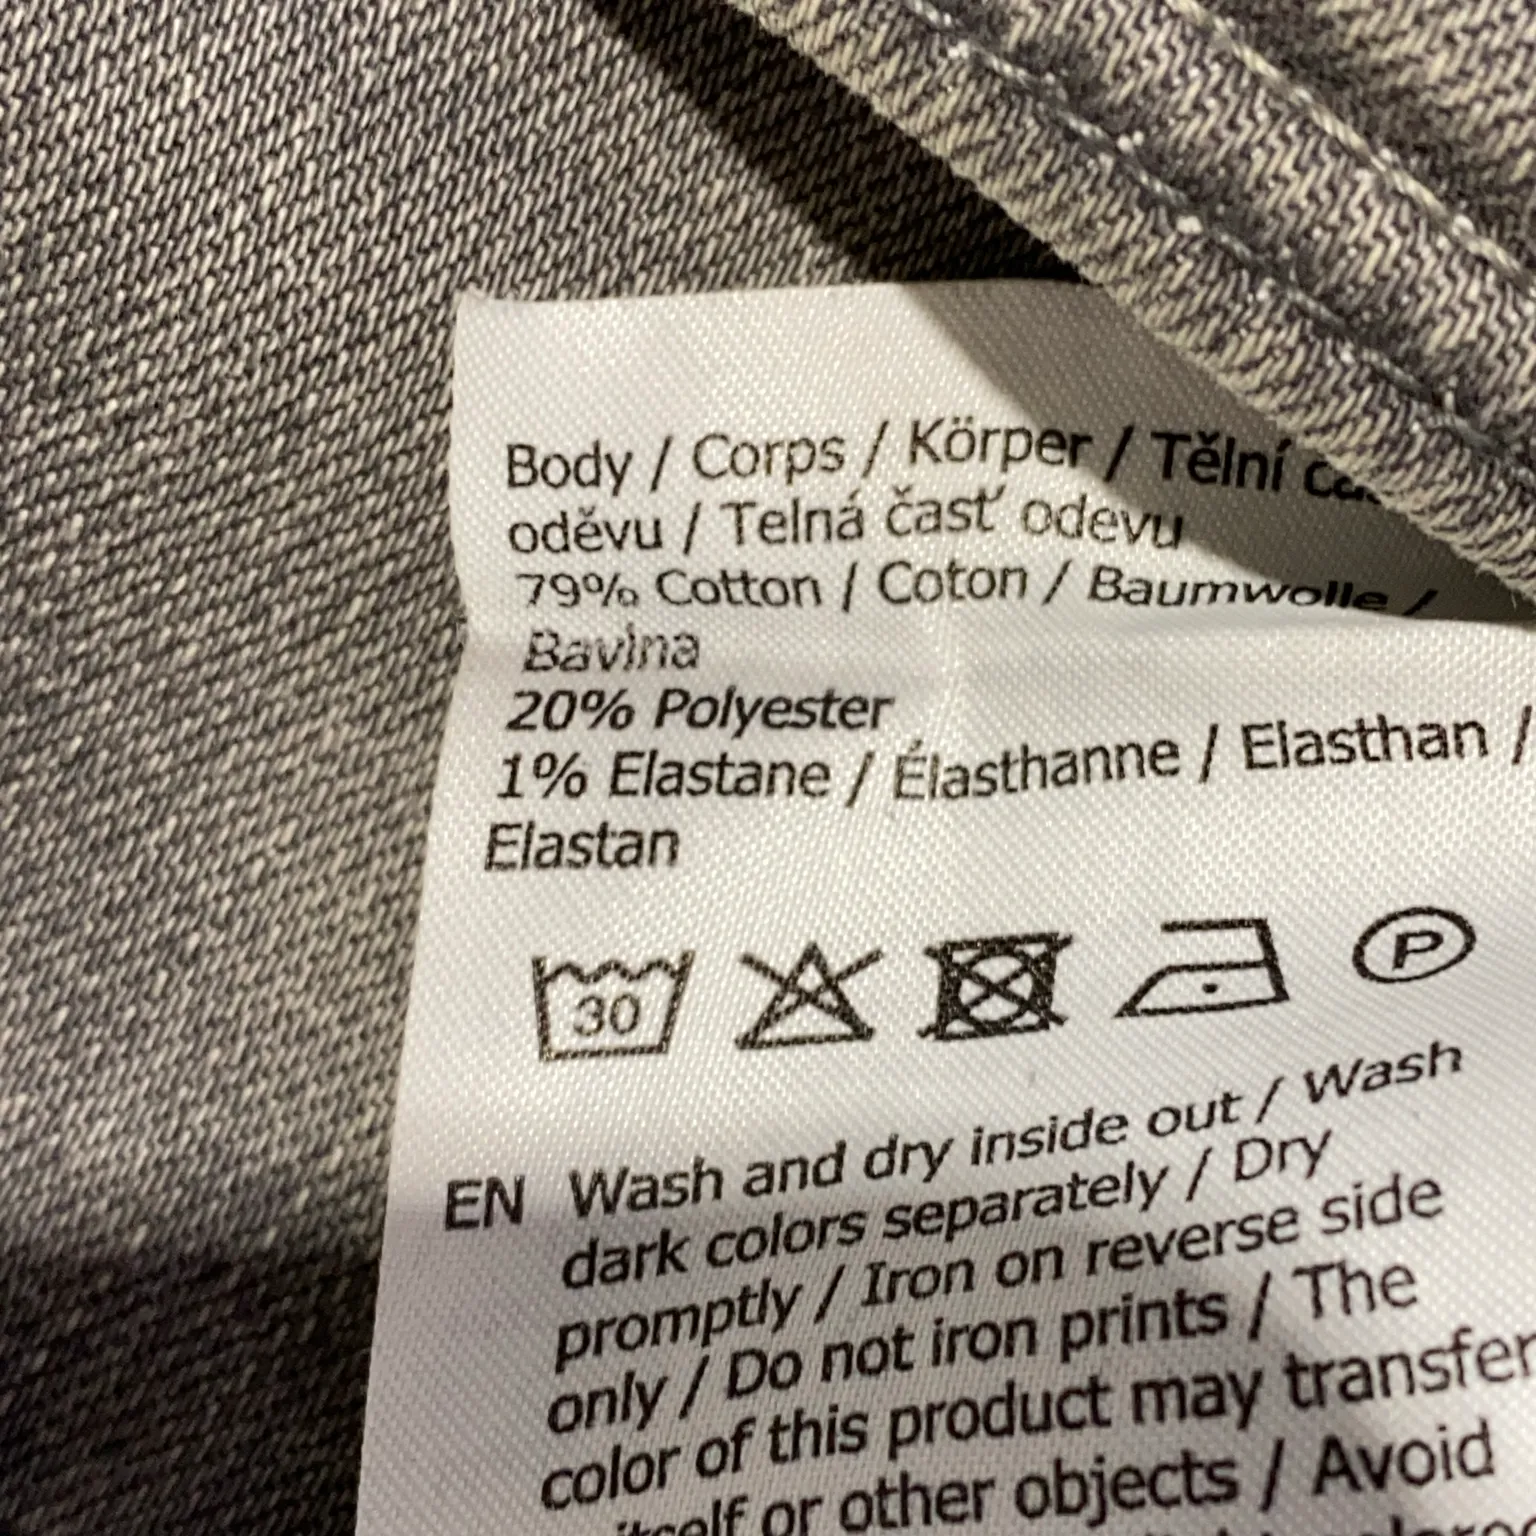 Body / Corps / Körper / Tělní
oděvu / Telná časť odevu
79% Cotton / Coton / Baumwolle /
Bavlna
20% Polyester
1% Elastane / Élasthanne / Elasthan /
Elastan
30 P
EN Wash and dry inside out / Wash
dark colors separately / Dry
promptly / Iron on reverse side
only / Do not iron prints / The
color of this product may transfer
itself or other objects / Avoid